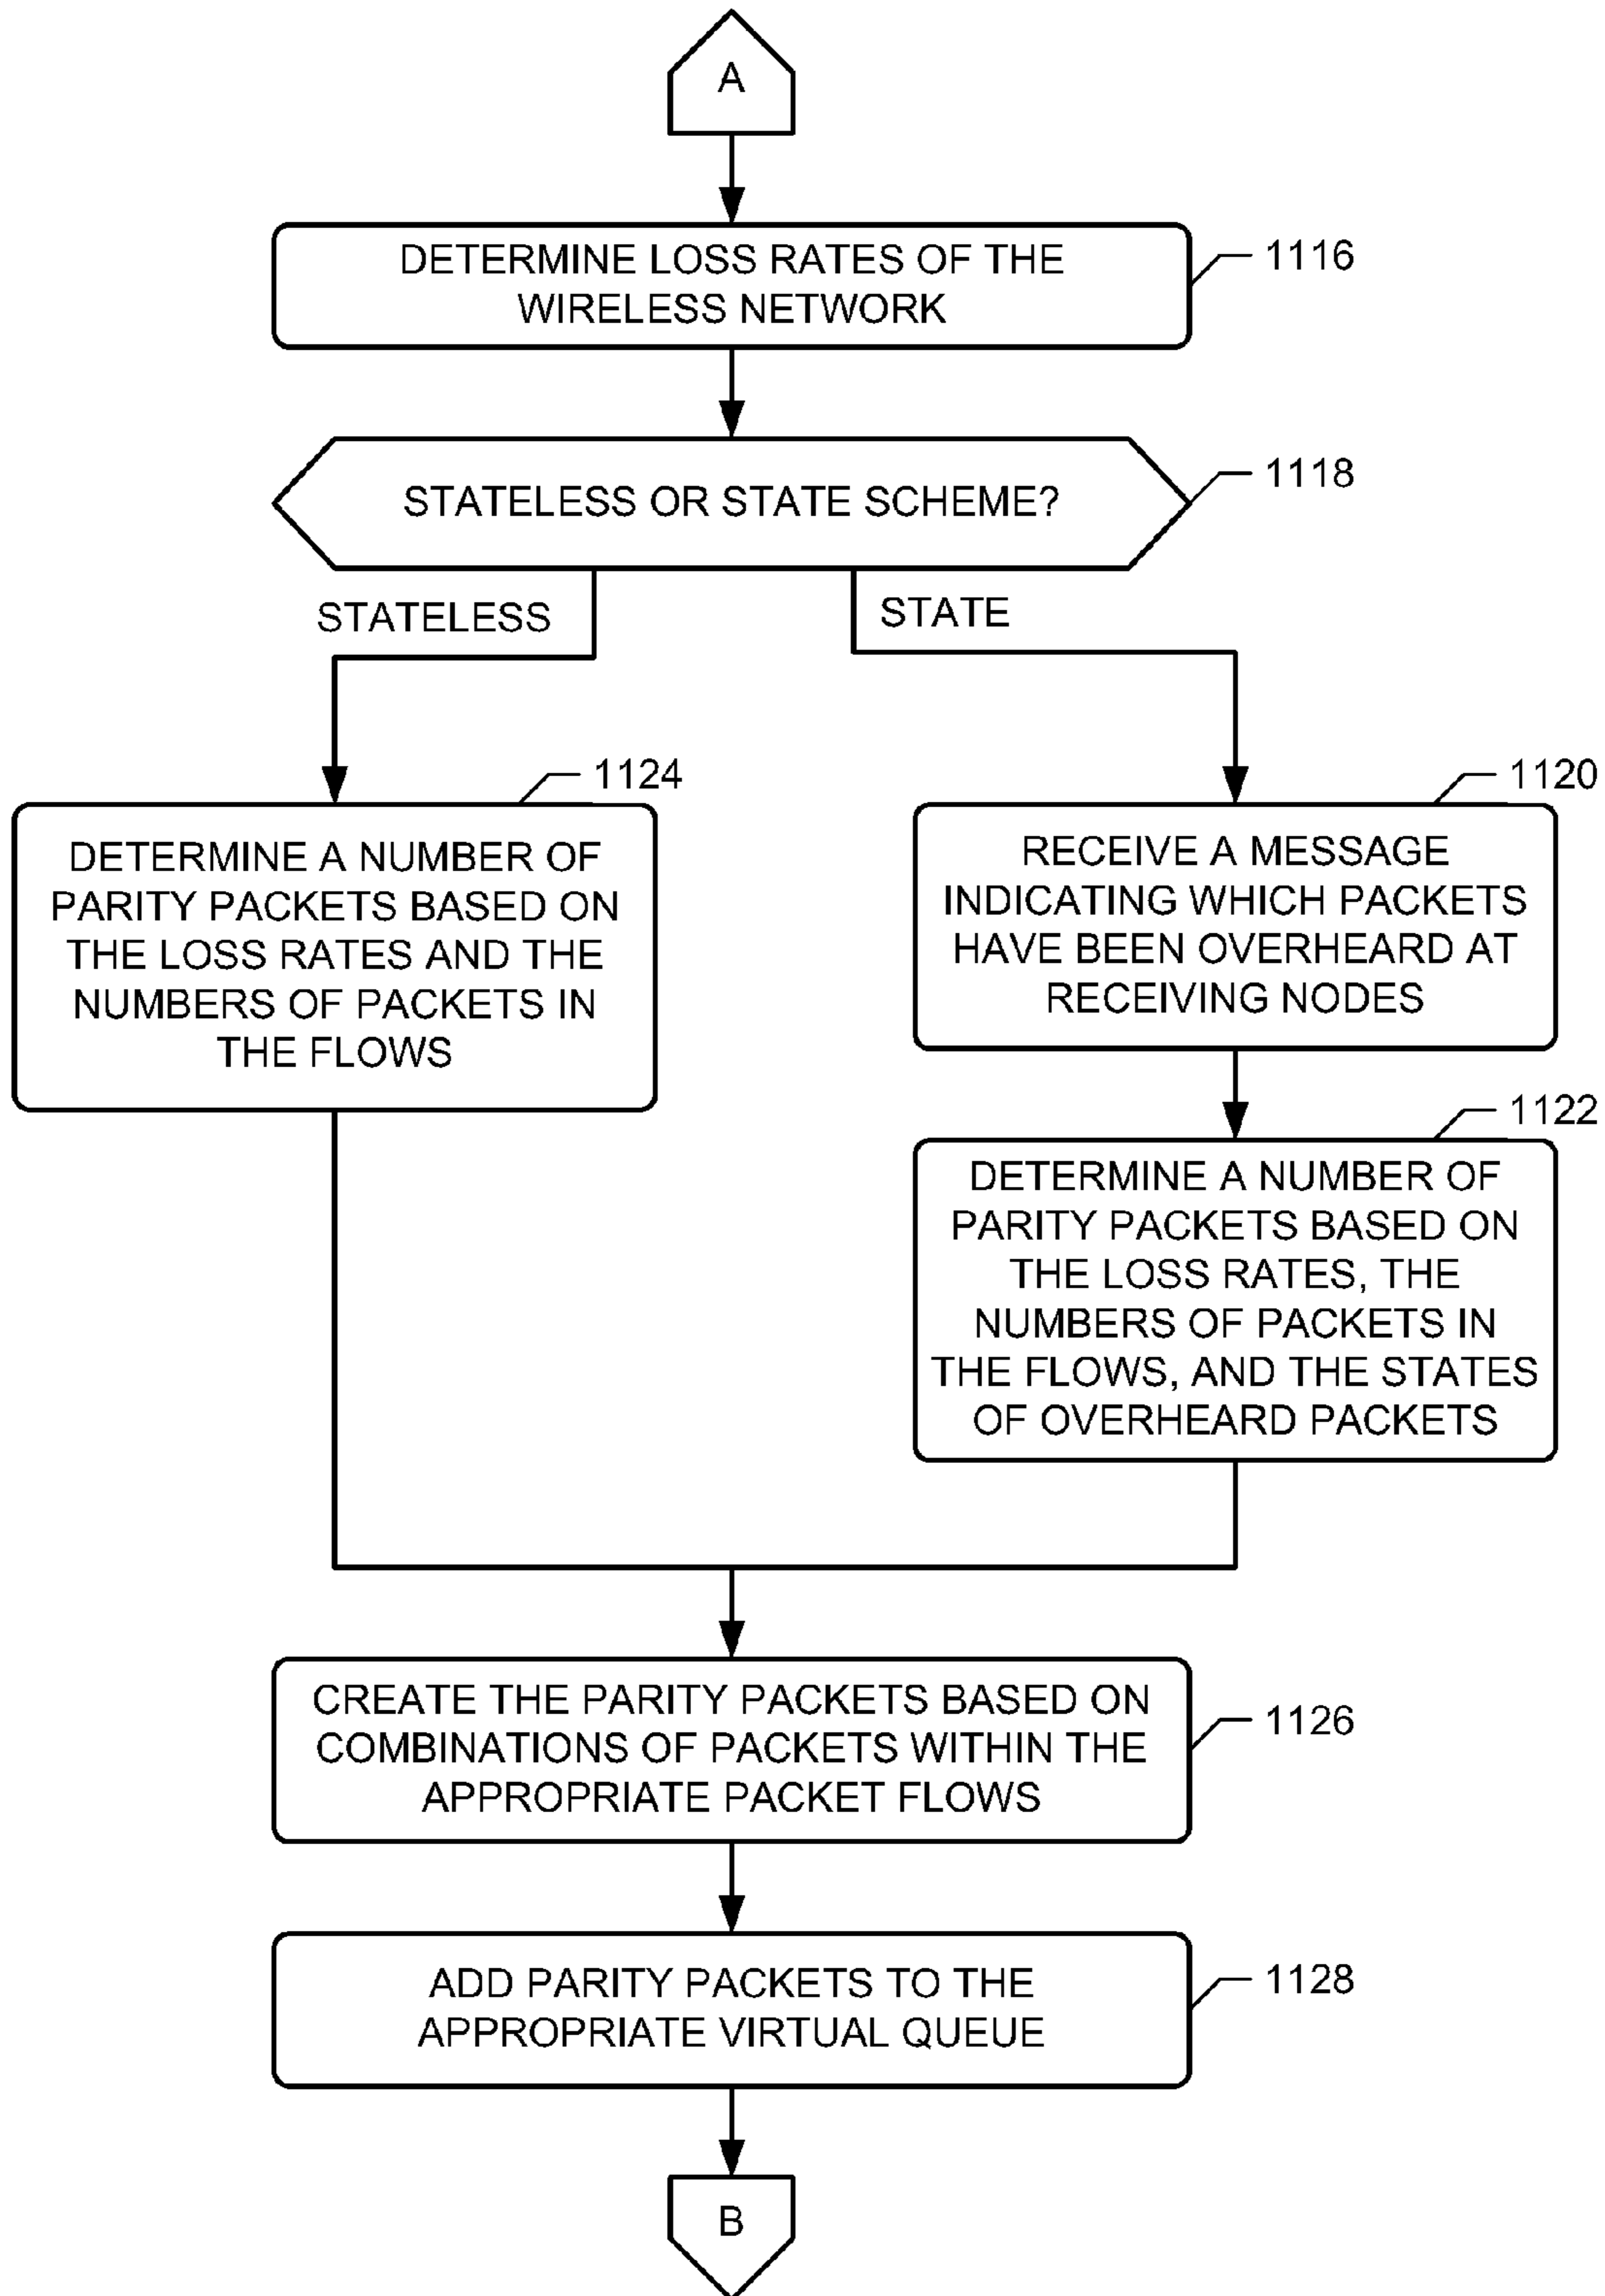 A
DETERMINE LOSS RATES OF THE
WIRELESS NETWORK
1116
STATELESS OR STATE SCHEME?
1118
STATELESS
STATE
1124
DETERMINE A NUMBER OF
PARITY PACKETS BASED ON
THE LOSS RATES AND THE
NUMBERS OF PACKETS IN
THE FLOWS
1120
RECEIVE A MESSAGE
INDICATING WHICH PACKETS
HAVE BEEN OVERHEARD AT
RECEIVING NODES
1122
DETERMINE A NUMBER OF
PARITY PACKETS BASED ON
THE LOSS RATES, THE
NUMBERS OF PACKETS IN
THE FLOWS, AND THE STATES
OF OVERHEARD PACKETS
CREATE THE PARITY PACKETS BASED ON
COMBINATIONS OF PACKETS WITHIN THE
APPROPRIATE PACKET FLOWS
1126
ADD PARITY PACKETS TO THE
APPROPRIATE VIRTUAL QUEUE
1128
B